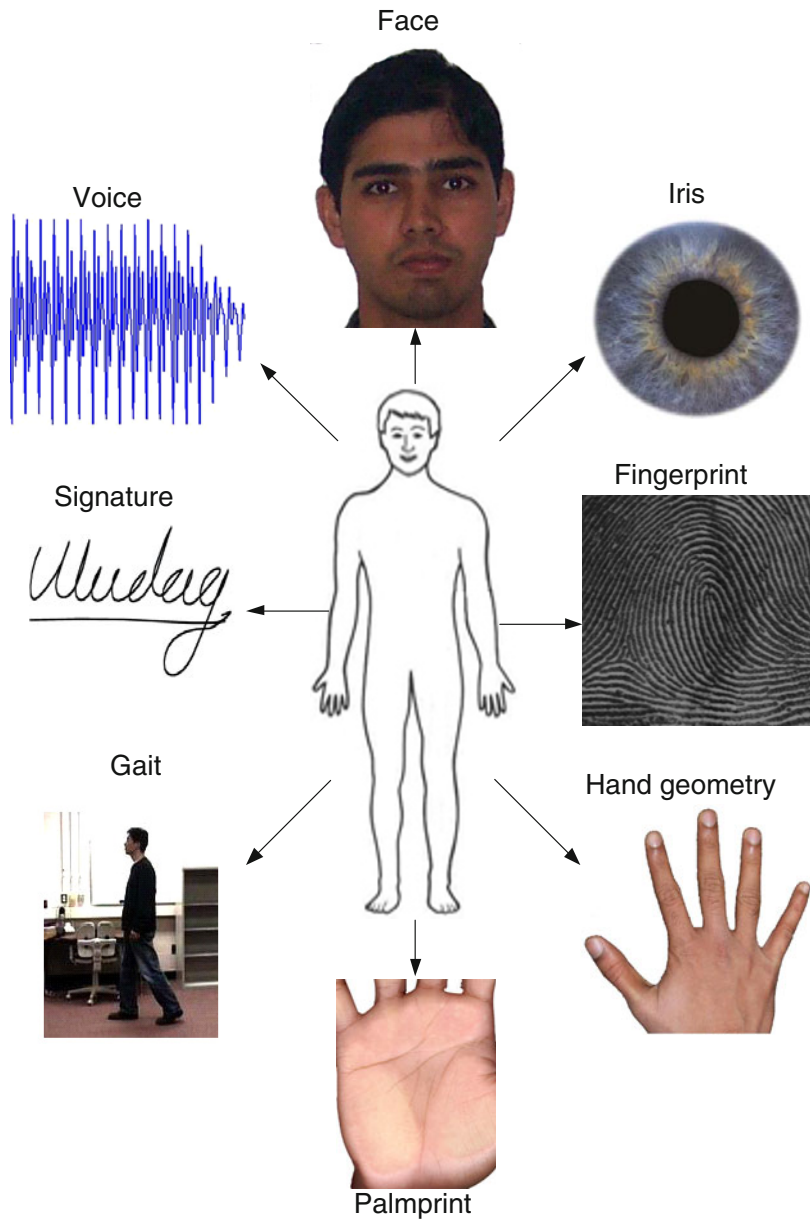 Face
Voice
Iris
Signature
Fingerprint
Gait
Hand geometry
Palmprint